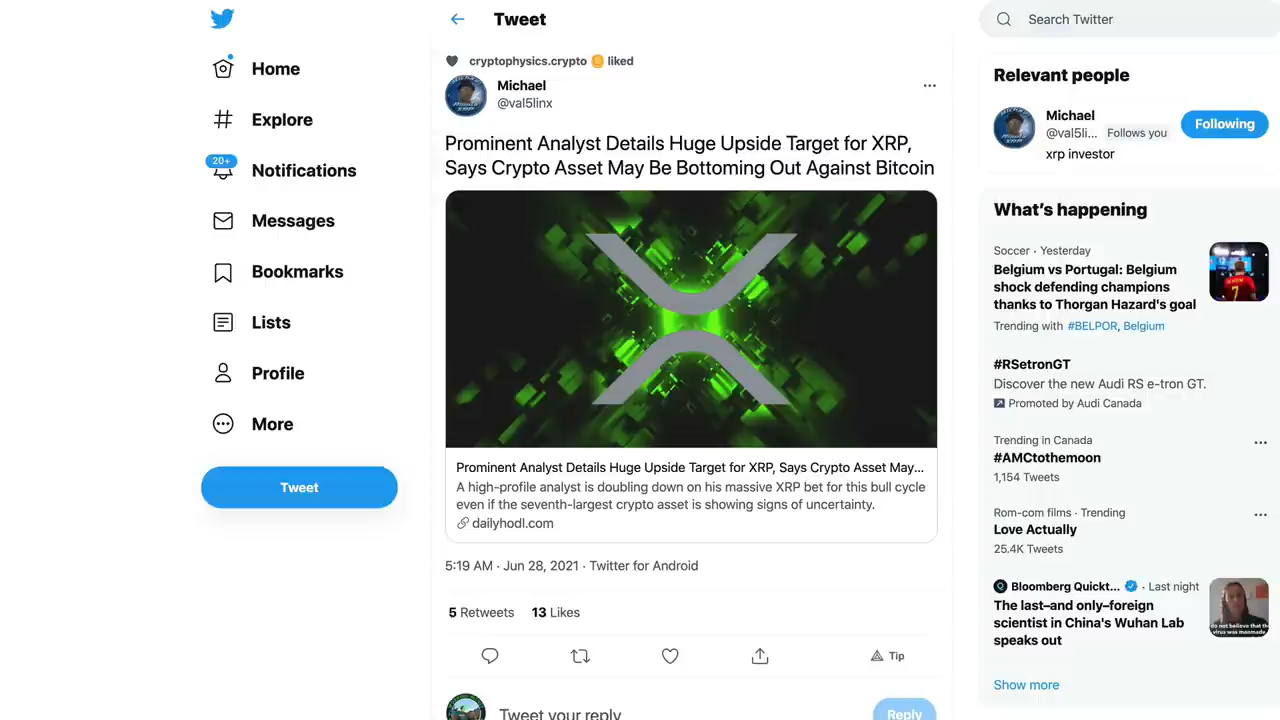 Home
Explore
20+
Notifications
Messages
Bookmarks
Lists
Profile
More
Tweet
Tweet
cryptophysics.crypto liked
Michael
@val5linx
Prominent Analyst Details Huge Upside Target for XRP,
Says Crypto Asset May Be Bottoming Out Against Bitcoin
Prominent Analyst Details Huge Upside Target for XRP, Says Crypto Asset May...
A high-profile analyst is doubling down on his massive XRP bet for this bull cycle
even if the seventh-largest crypto asset is showing signs of uncertainty.
dailyhodl.com
5:19 AM · Jun 28, 2021 · Twitter for Android
5 Retweets 13 Likes
Tip
Tweet your reply
Reply
Search Twitter
Relevant people
Michael
@val5li... Follows you
Following
xrp investor
What's happening
Soccer · Yesterday
Belgium vs Portugal: Belgium
shock defending champions
thanks to Thorgan Hazard's goal
Trending with #BELPOR, Belgium
#RSetronGT
Discover the new Audi RS e-tron GT.
Promoted by Audi Canada
Trending in Canada
#AMCtothemoon
1,154 Tweets
Rom-com films · Trending
Love Actually
25.4K Tweets
Bloomberg Quickt... · Last night
The last–and only–foreign
scientist in China's Wuhan Lab
speaks out
do not believe that the
virus was manmade
Show more